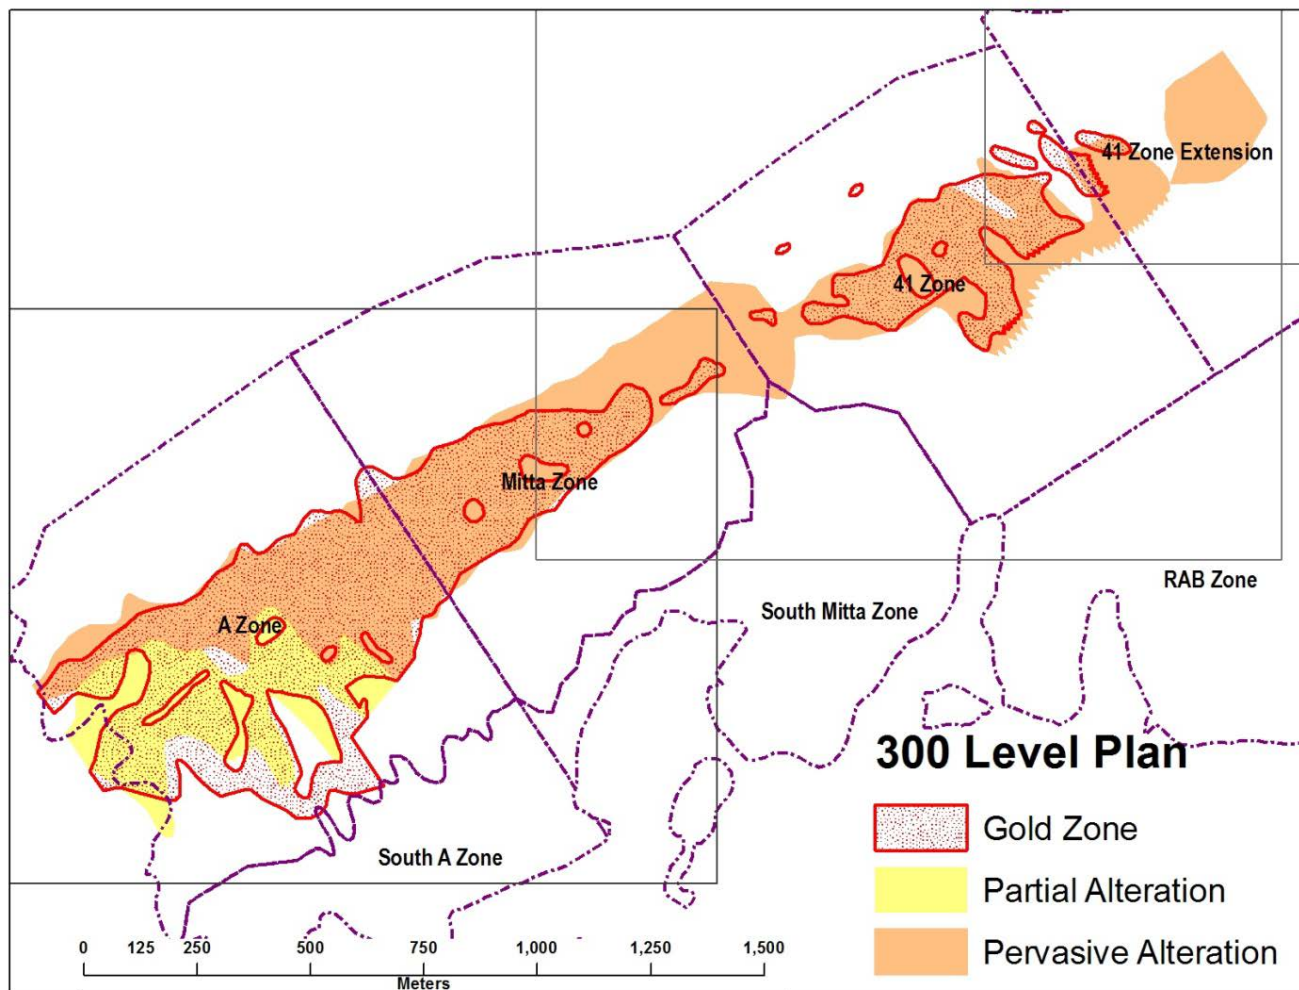 41 Zone Extension
41 Zone
Mitta Zone
RAB Zone
South Mitta Zone
A Zone
300 Level Plan
Gold Zone
South A Zone
Partial Alteration
Pervasive Alteration
0 125 250 500 750 1,000 1,250 1,500
Meters